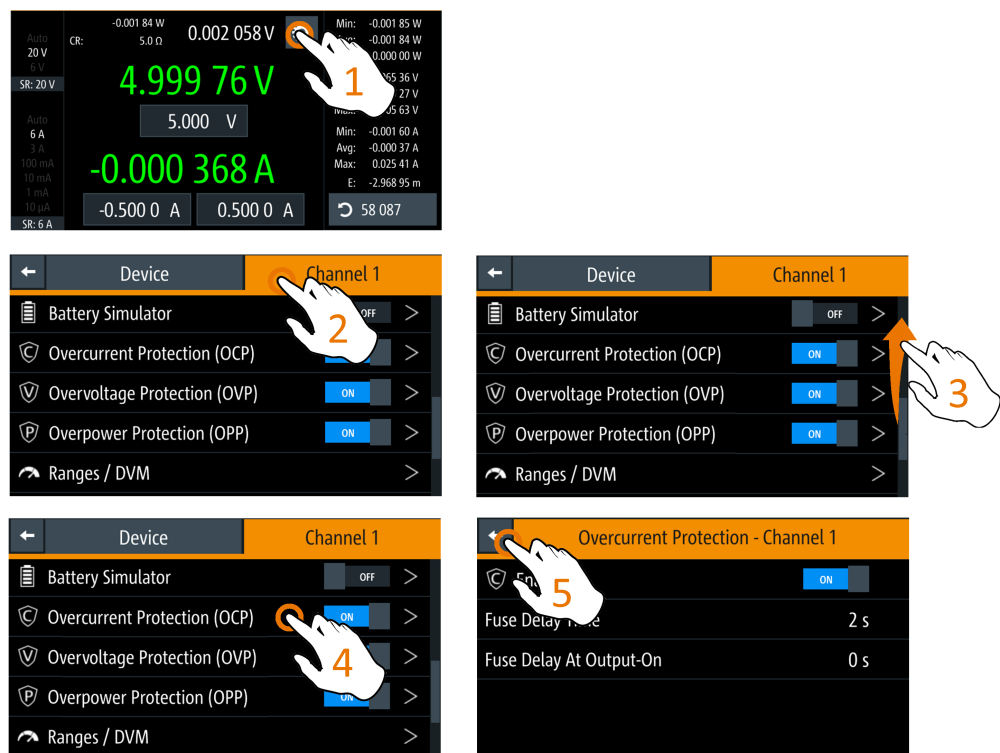 -0.001 84 W
CR: 5.0 Ω 0.002 058 V
Auto
20 V
6 V
SR: 20 V
4.999 76 V
5.000 V
Auto
6 A
3 A
100 mA
10 mA
1 mA
10 µA
SR: 6 A
-0.000 368 A
-0.500 0 A 0.500 0 A
Min: -0.001 85 W
-0.001 84 W
0.000 00 W
65 36 V
27 V
05 63 V
Min: -0.001 60 A
Avg: -0.000 37 A
Max: 0.025 41 A
E: -2.968 95 m
58 087
1
Device Channel 1
Battery Simulator OFF >
Overcurrent Protection (OCP) >
Overvoltage Protection (OVP) ON >
Overpower Protection (OPP) ON >
Ranges / DVM >
2
Device Channel 1
Battery Simulator OFF >
Overcurrent Protection (OCP) ON >
Overvoltage Protection (OVP) ON >
Overpower Protection (OPP) ON >
Ranges / DVM >
3
Device Channel 1
Battery Simulator OFF >
Overcurrent Protection (OCP) ON >
Overvoltage Protection (OVP) >
Overpower Protection (OPP) ON >
Ranges / DVM >
4
Overcurrent Protection - Channel 1
ON
Fuse Delay 2 s
Fuse Delay At Output-On 0 s
5